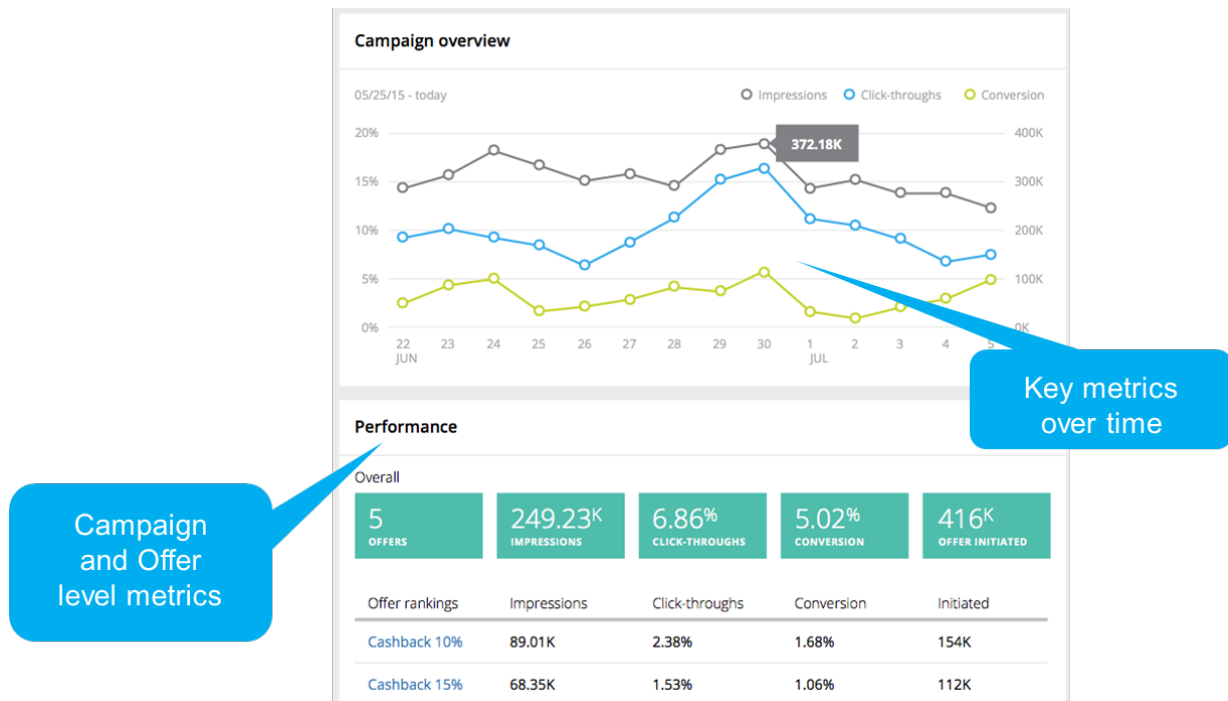 Campaign overview
05/25/15 - today
Impressions Click-throughs Conversion
20% 400K
372.18K
15% 300K
10% 200K
5% 100K
0% 0K
22 23 24 25 26 27 28 29 30 1 2 3 4 5
JUN JUL
Key metrics
over time
Performance
Campaign
and Offer
level metrics
Overall
5 249.23K 6.86% 5.02% 416K
OFFERS IMPRESSIONS CLICK-THROUGHS CONVERSION OFFER INITIATED
Offer rankings Impressions Click-throughs Conversion Initiated
Cashback 10% 89.01K 2.38% 1.68% 154K
Cashback 15% 68.35K 1.53% 1.06% 112K